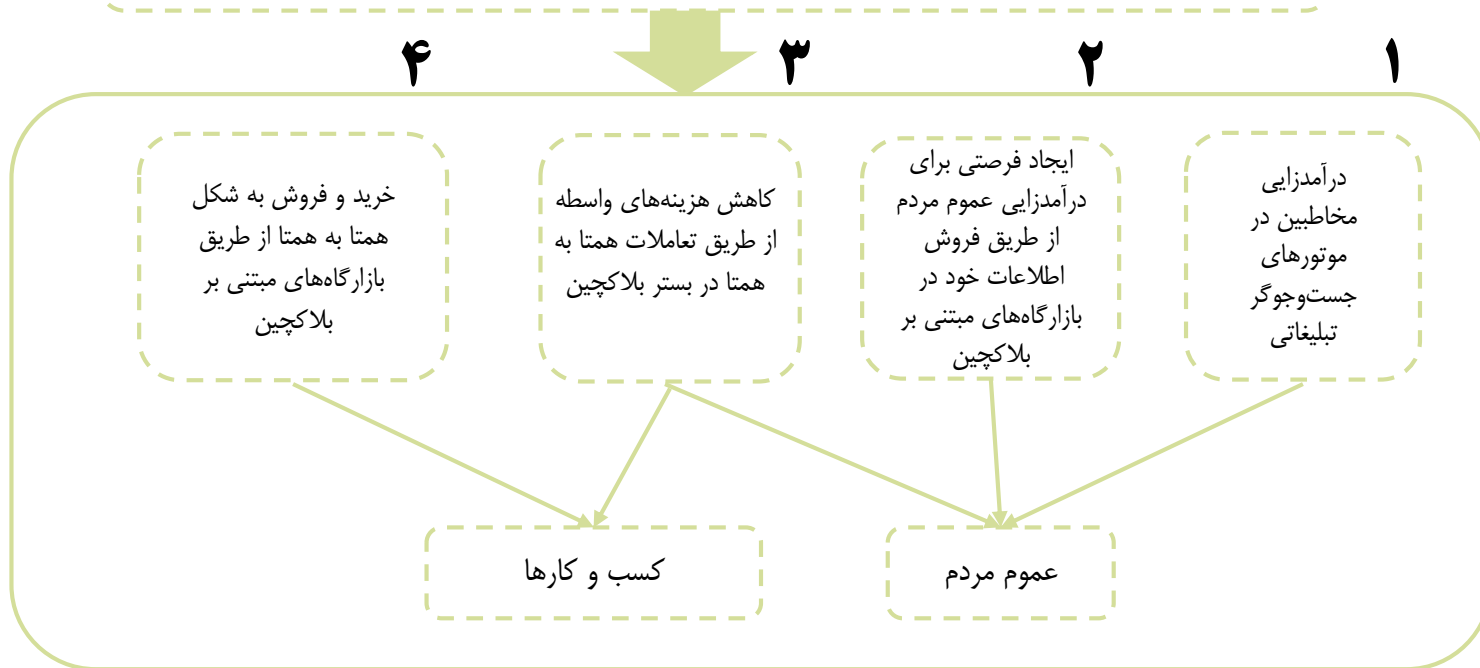 ۱
۲
۳
۴
درآمدزایی
مخاطبین در
موتورهای
جست‌وجوگر
تبلیغاتی
ایجاد فرصتی برای
درآمدزایی عموم مردم
از طریق فروش
اطلاعات خود در
بازارگاه‌های مبتنی بر
بلاکچین
کاهش هزینه‌های واسطه
از طریق تعاملات همتا به
همتا در بستر بلاکچین
خرید و فروش به شکل
همتا به همتا از طریق
بازارگاه‌های مبتنی بر
بلاکچین
عموم مردم
کسب و کارها